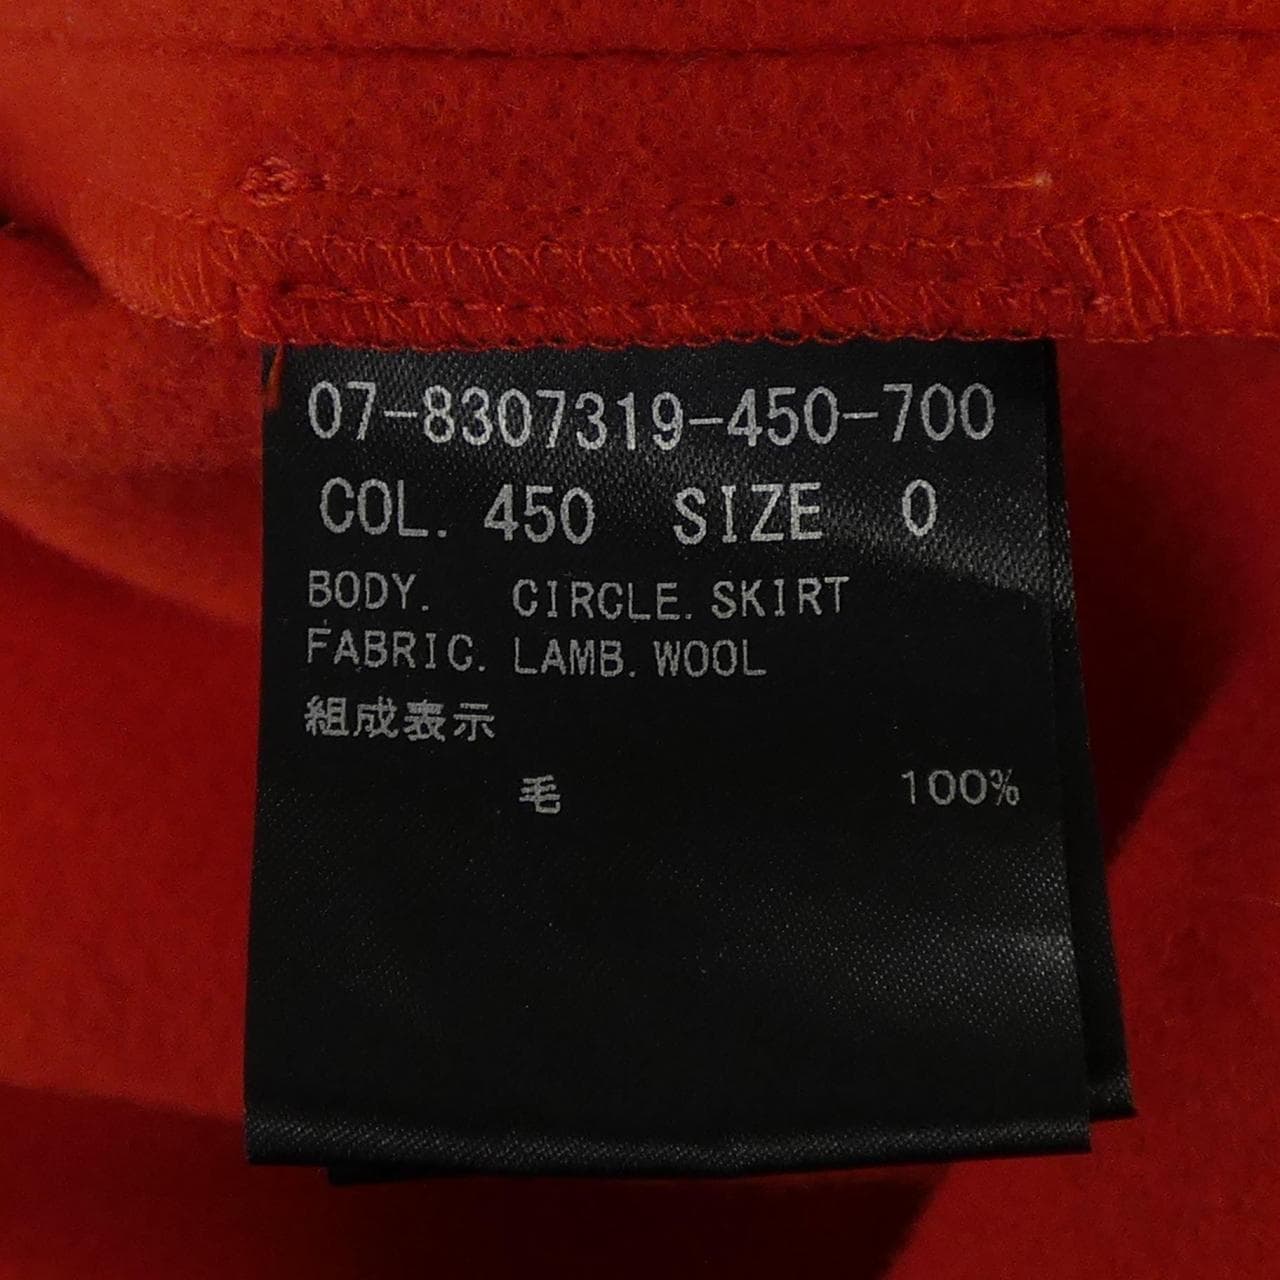 07-8307319-450-700
COL. 450 SIZE 0
BODY. CIRCLE.SKIRT
FABRIC. LAMB.WOOL
組成表示
毛 100%